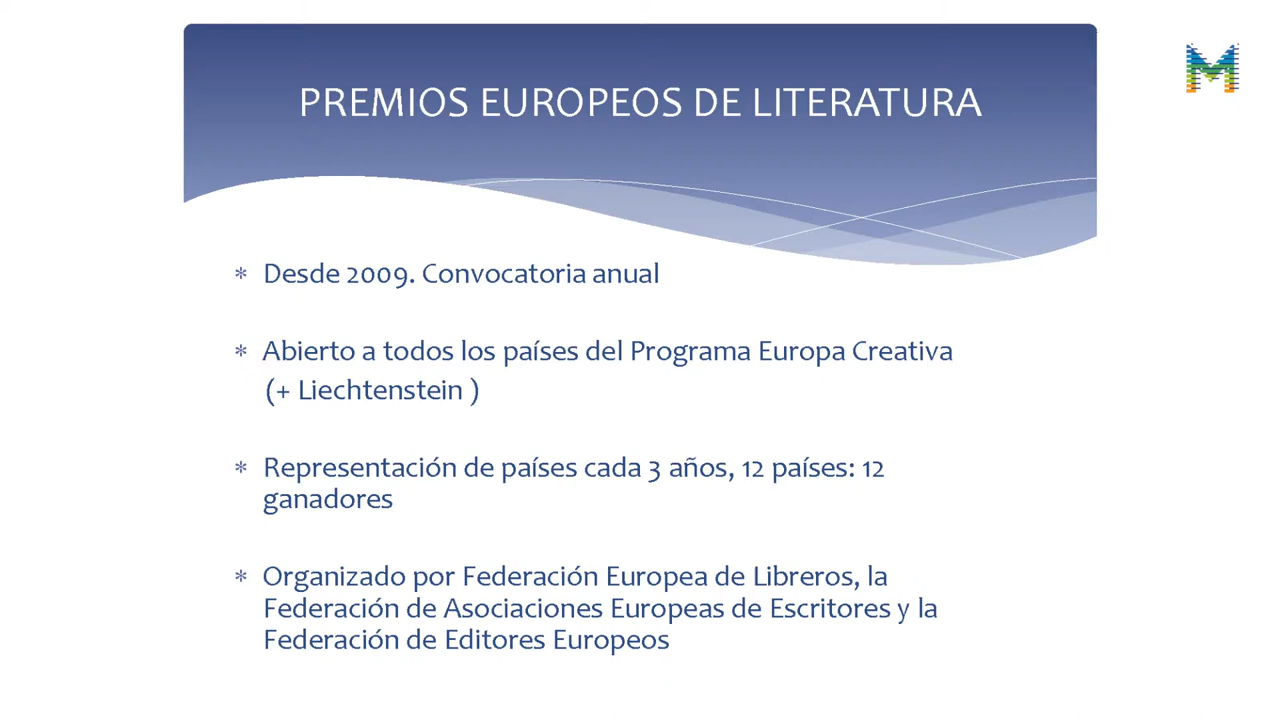 PREMIOS EUROPEOS DE LITERATURA
* Desde 2009. Convocatoria anual
* Abierto a todos los países del Programa Europa Creativa
(+ Liechtenstein )
* Representación de países cada 3 años, 12 países: 12
ganadores
* Organizado por Federación Europea de Libreros, la
Federación de Asociaciones Europeas de Escritores y la
Federación de Editores Europeos